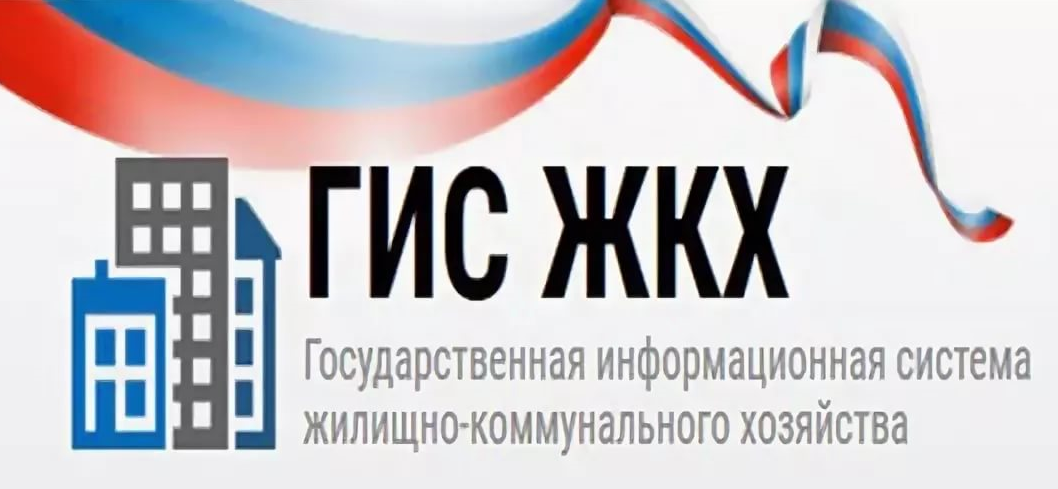 ГИС ЖКХ
Государственная информационная система
жилищно-коммунального хозяйства